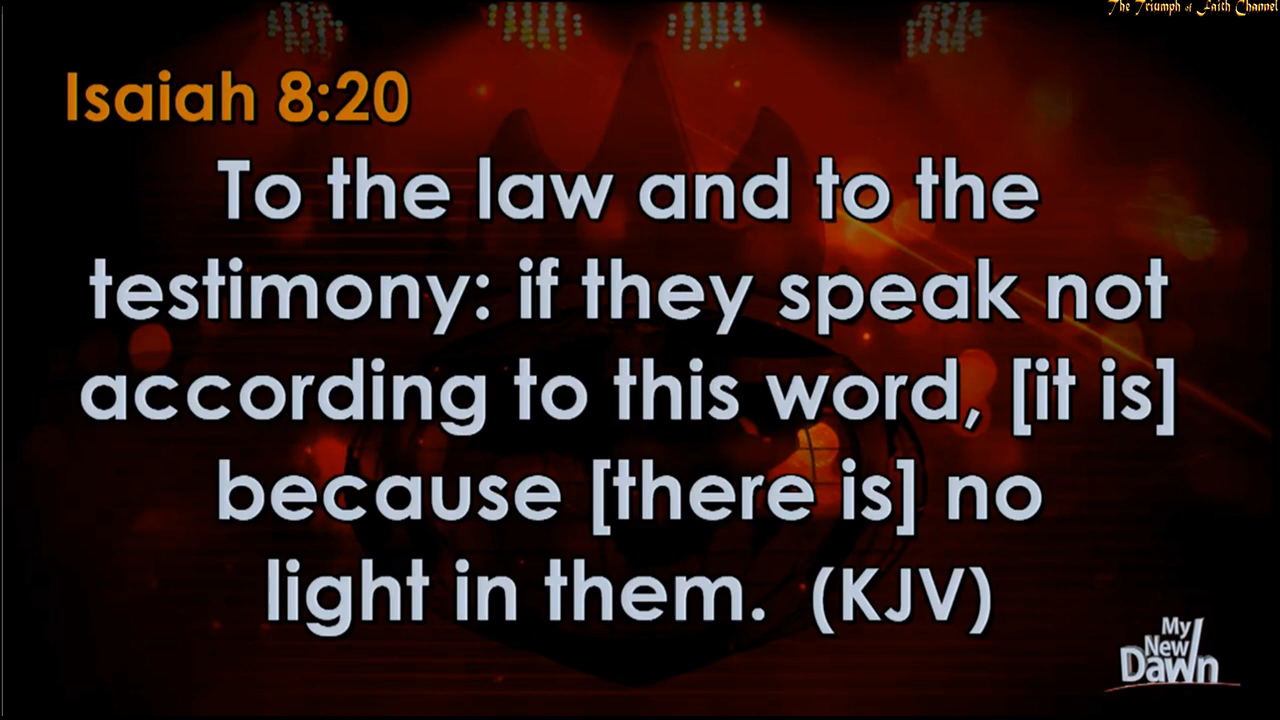 The Triumph of Faith Channel
Isaiah 8:20
To the law and to the
testimony: if they speak not
according to this word, [it is]
because [there is] no
light in them. (KJV)
My
New
Dawn